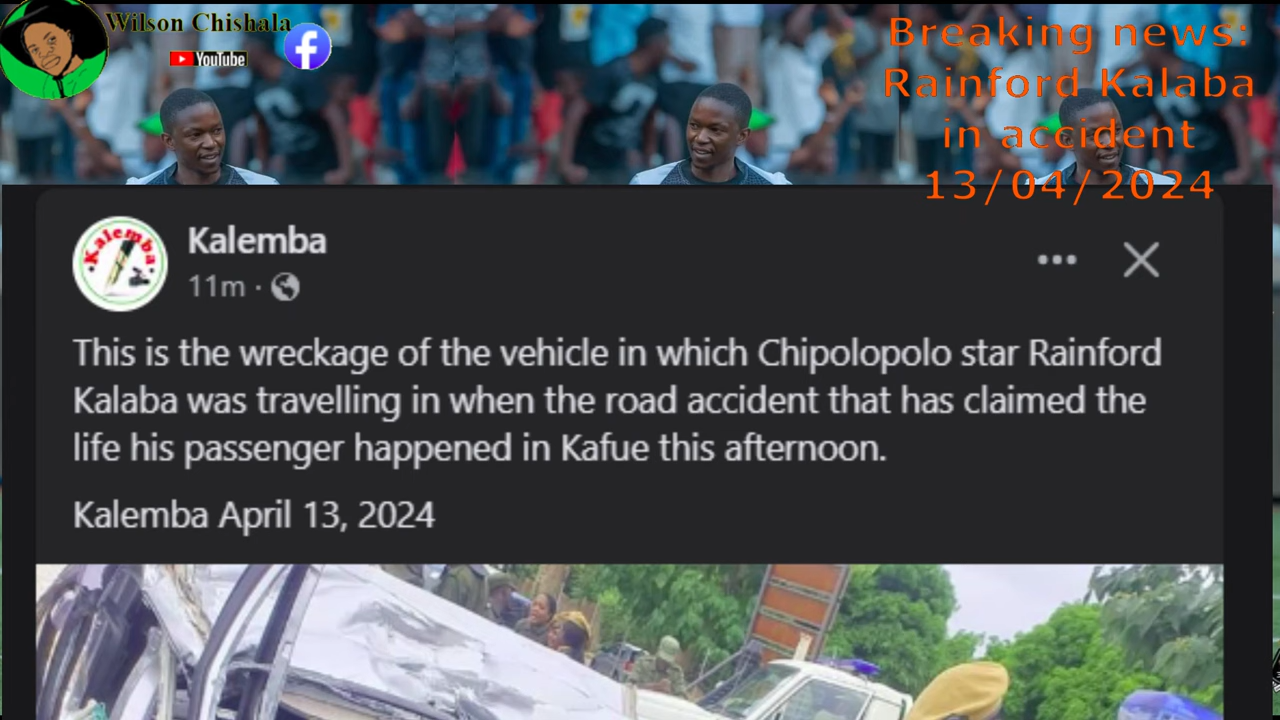 Wilson Chishala
YouTube
Breaking news:
Rainford Kalaba
in accident
13/04/2024
Kalemba
Kalemba
11m ·
This is the wreckage of the vehicle in which Chipolopolo star Rainford
Kalaba was travelling in when the road accident that has claimed the
life his passenger happened in Kafue this afternoon.
Kalemba April 13, 2024